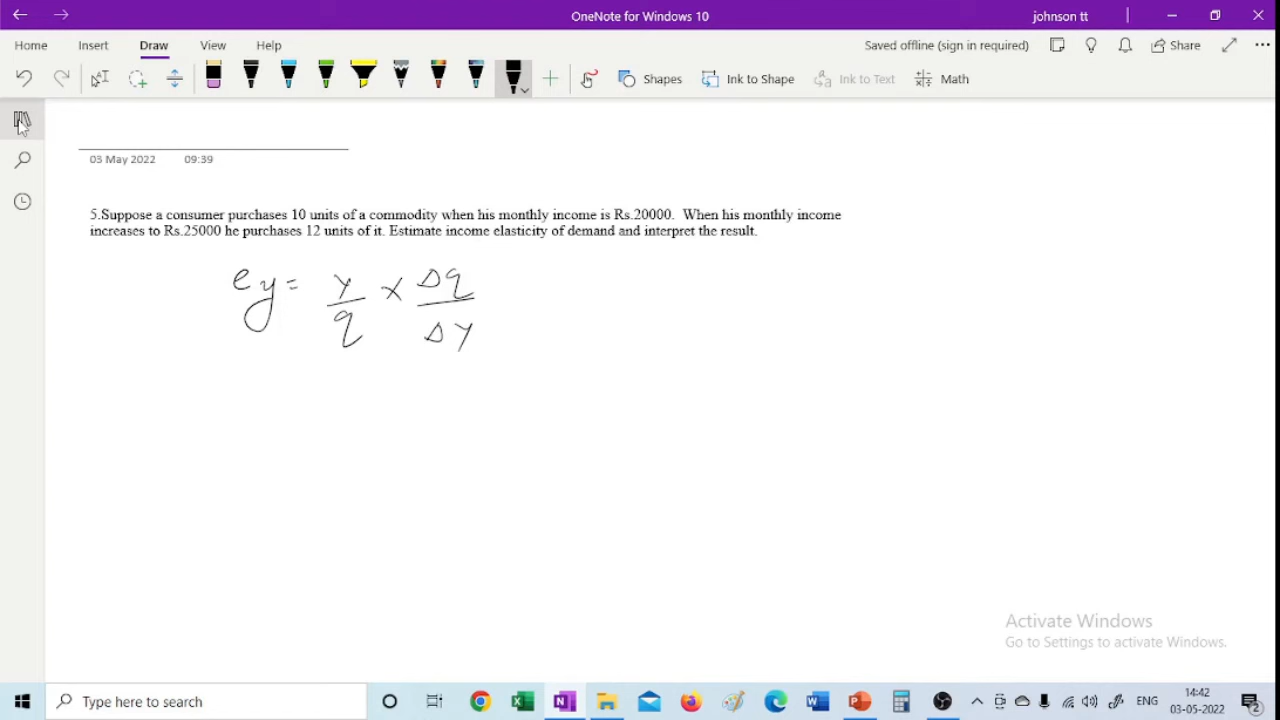 OneNote for Windows 10
johnson tt
Home Insert Draw View Help
Saved offline (sign in required)
Share
Shapes
Ink to Shape
Ink to Text
Math
03 May 2022 09:39
5.Suppose a consumer purchases 10 units of a commodity when his monthly income is Rs.20000. When his monthly income
increases to Rs.25000 he purchases 12 units of it. Estimate income elasticity of demand and interpret the result.
ey = y/q × Δq/Δy
Activate Windows
Go to Settings to activate Windows.
Type here to search
ENG
14:42
03-05-2022
2